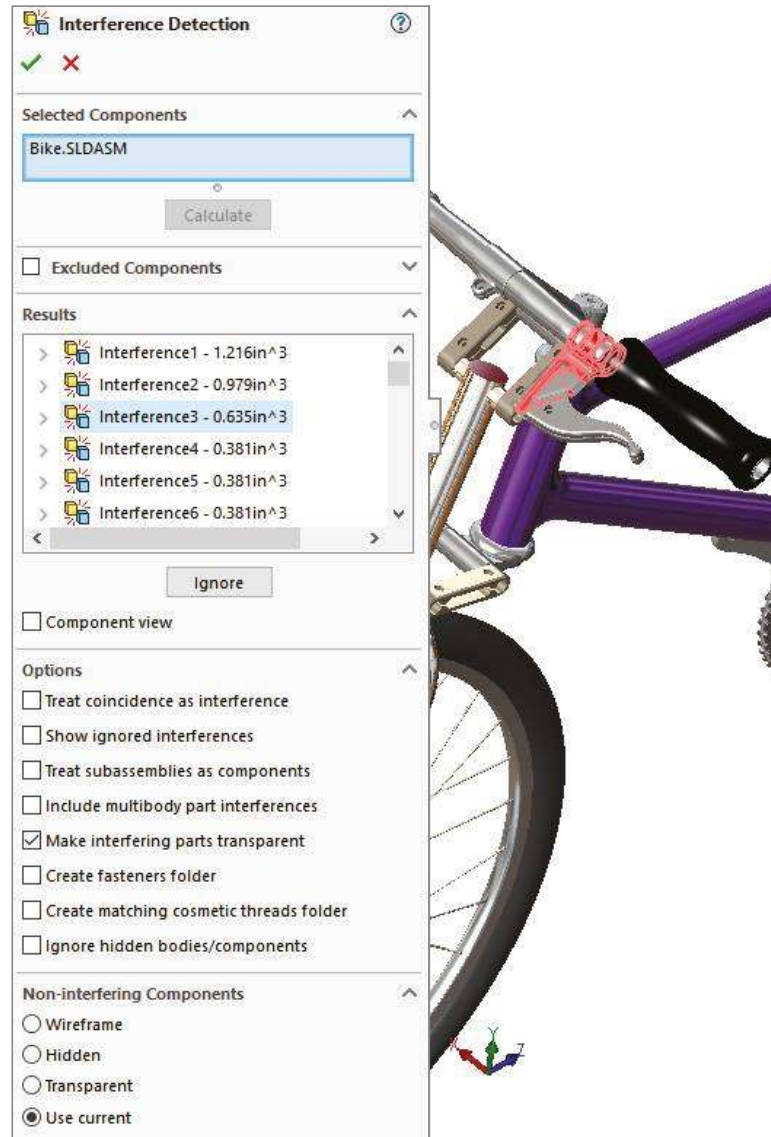 Interference Detection
?
Selected Components
Bike.SLDASM
Calculate
Excluded Components
Results
Interference1 - 1.216in^3
Interference2 - 0.979in^3
Interference3 - 0.635in^3
Interference4 - 0.381in^3
Interference5 - 0.381in^3
Interference6 - 0.381in^3
Ignore
Component view
Options
Treat coincidence as interference
Show ignored interferences
Treat subassemblies as components
Include multibody part interferences
Make interfering parts transparent
Create fasteners folder
Create matching cosmetic threads folder
Ignore hidden bodies/components
Non-interfering Components
Wireframe
Hidden
Transparent
Use current
X Y Z